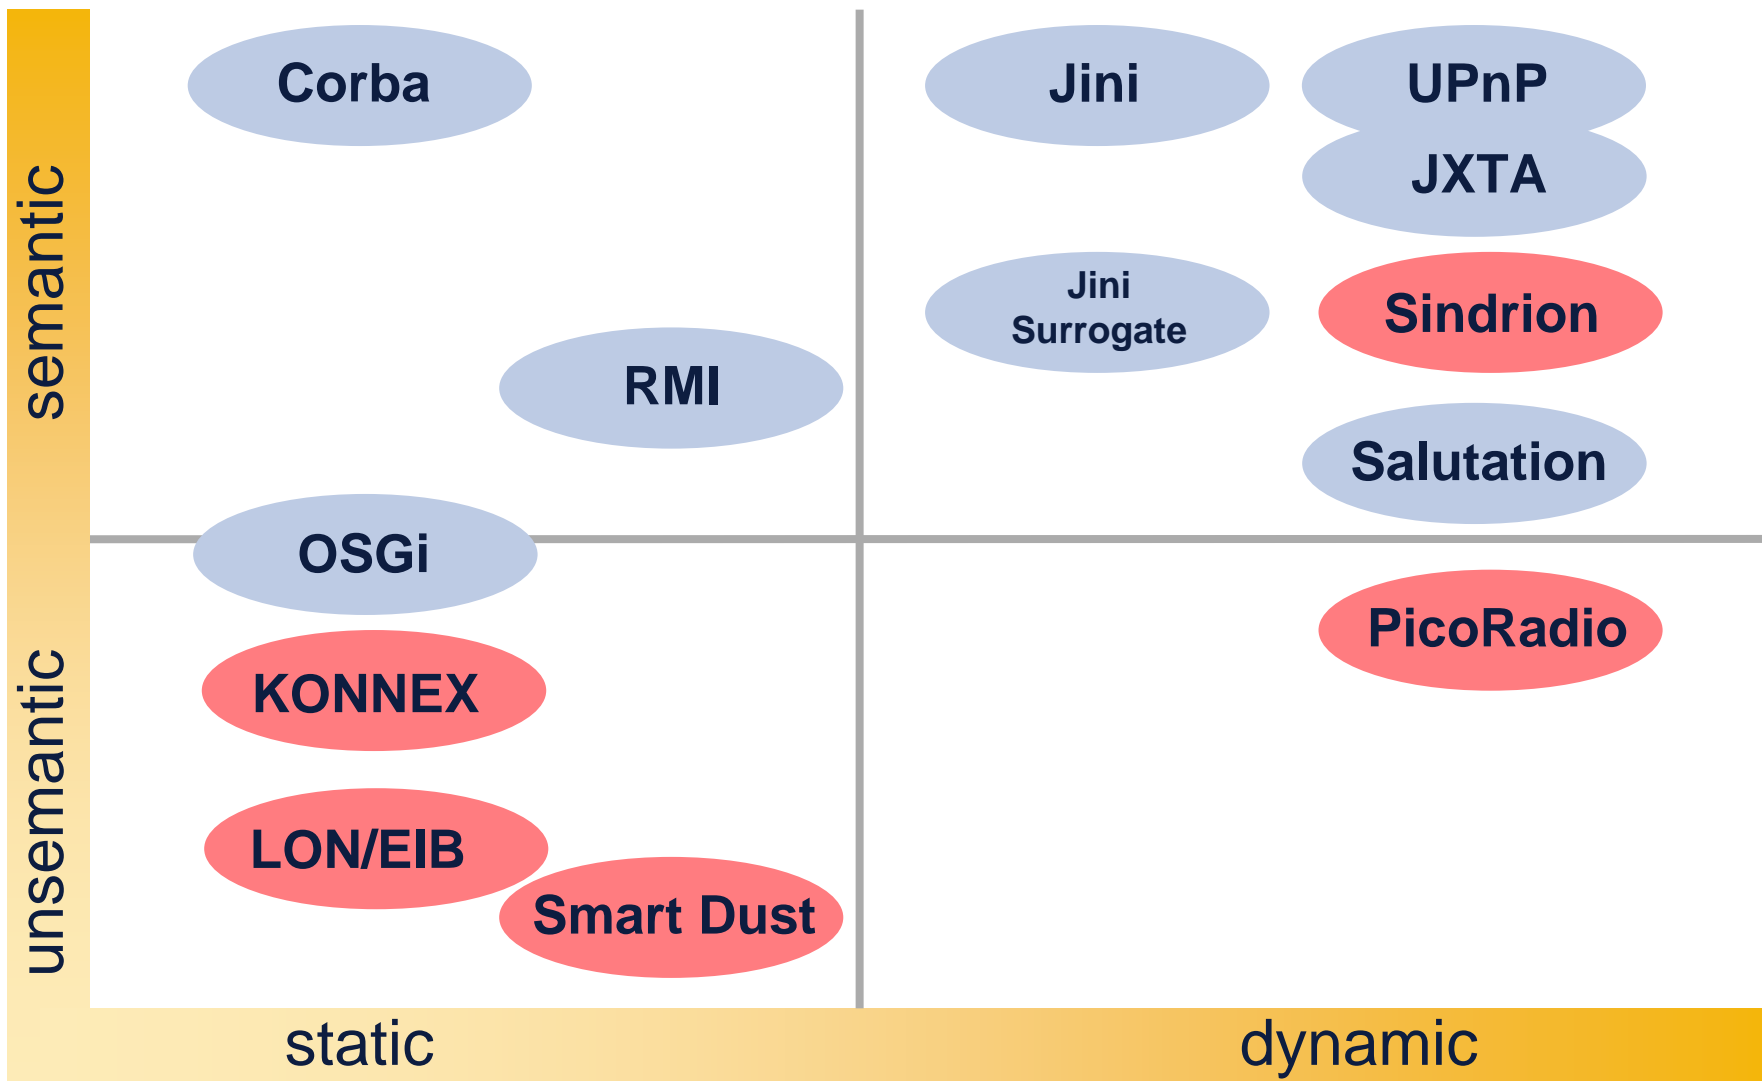 semantic
unsemantic
Corba
Jini
UPnP
JXTA
Jini
Surrogate
Sindrion
RMI
Salutation
OSGi
PicoRadio
KONNEX
LON/EIB
Smart Dust
static
dynamic